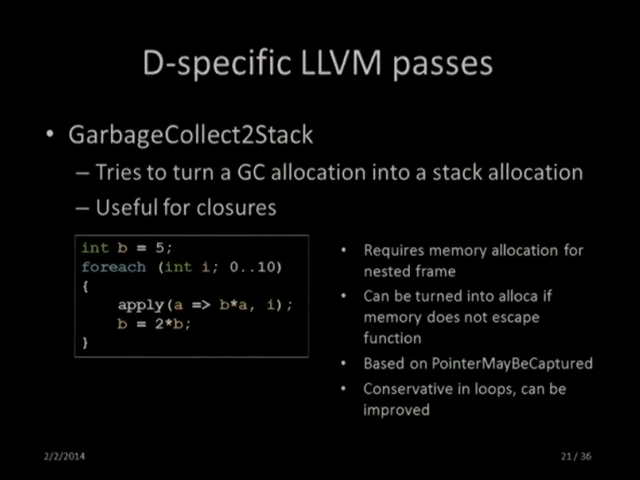 D-specific LLVM passes
• GarbageCollect2Stack
– Tries to turn a GC allocation into a stack allocation
– Useful for closures
int b = 5;
foreach (int i; 0..10)
{
apply(a => b*a, i);
b = 2*b;
}
• Requires memory allocation for
nested frame
• Can be turned into alloca if
memory does not escape
function
• Based on PointerMayBeCaptured
• Conservative in loops, can be
improved
2/2/2014
21 / 36